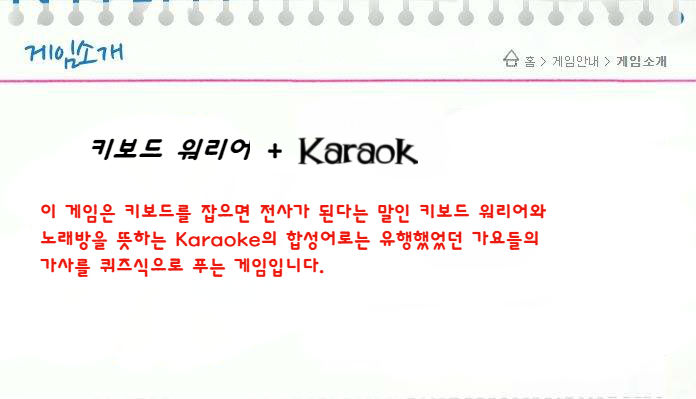 게임소개
홈 > 게임안내 > 게임소개
키보드 워리어 + Karaok
이 게임은 키보드를 잡으면 전사가 된다는 말인 키보드 워리어와
노래방을 뜻하는 Karaoke의 합성어로는 유행했었던 가요들의
가사를 퀴즈식으로 푸는 게임입니다.